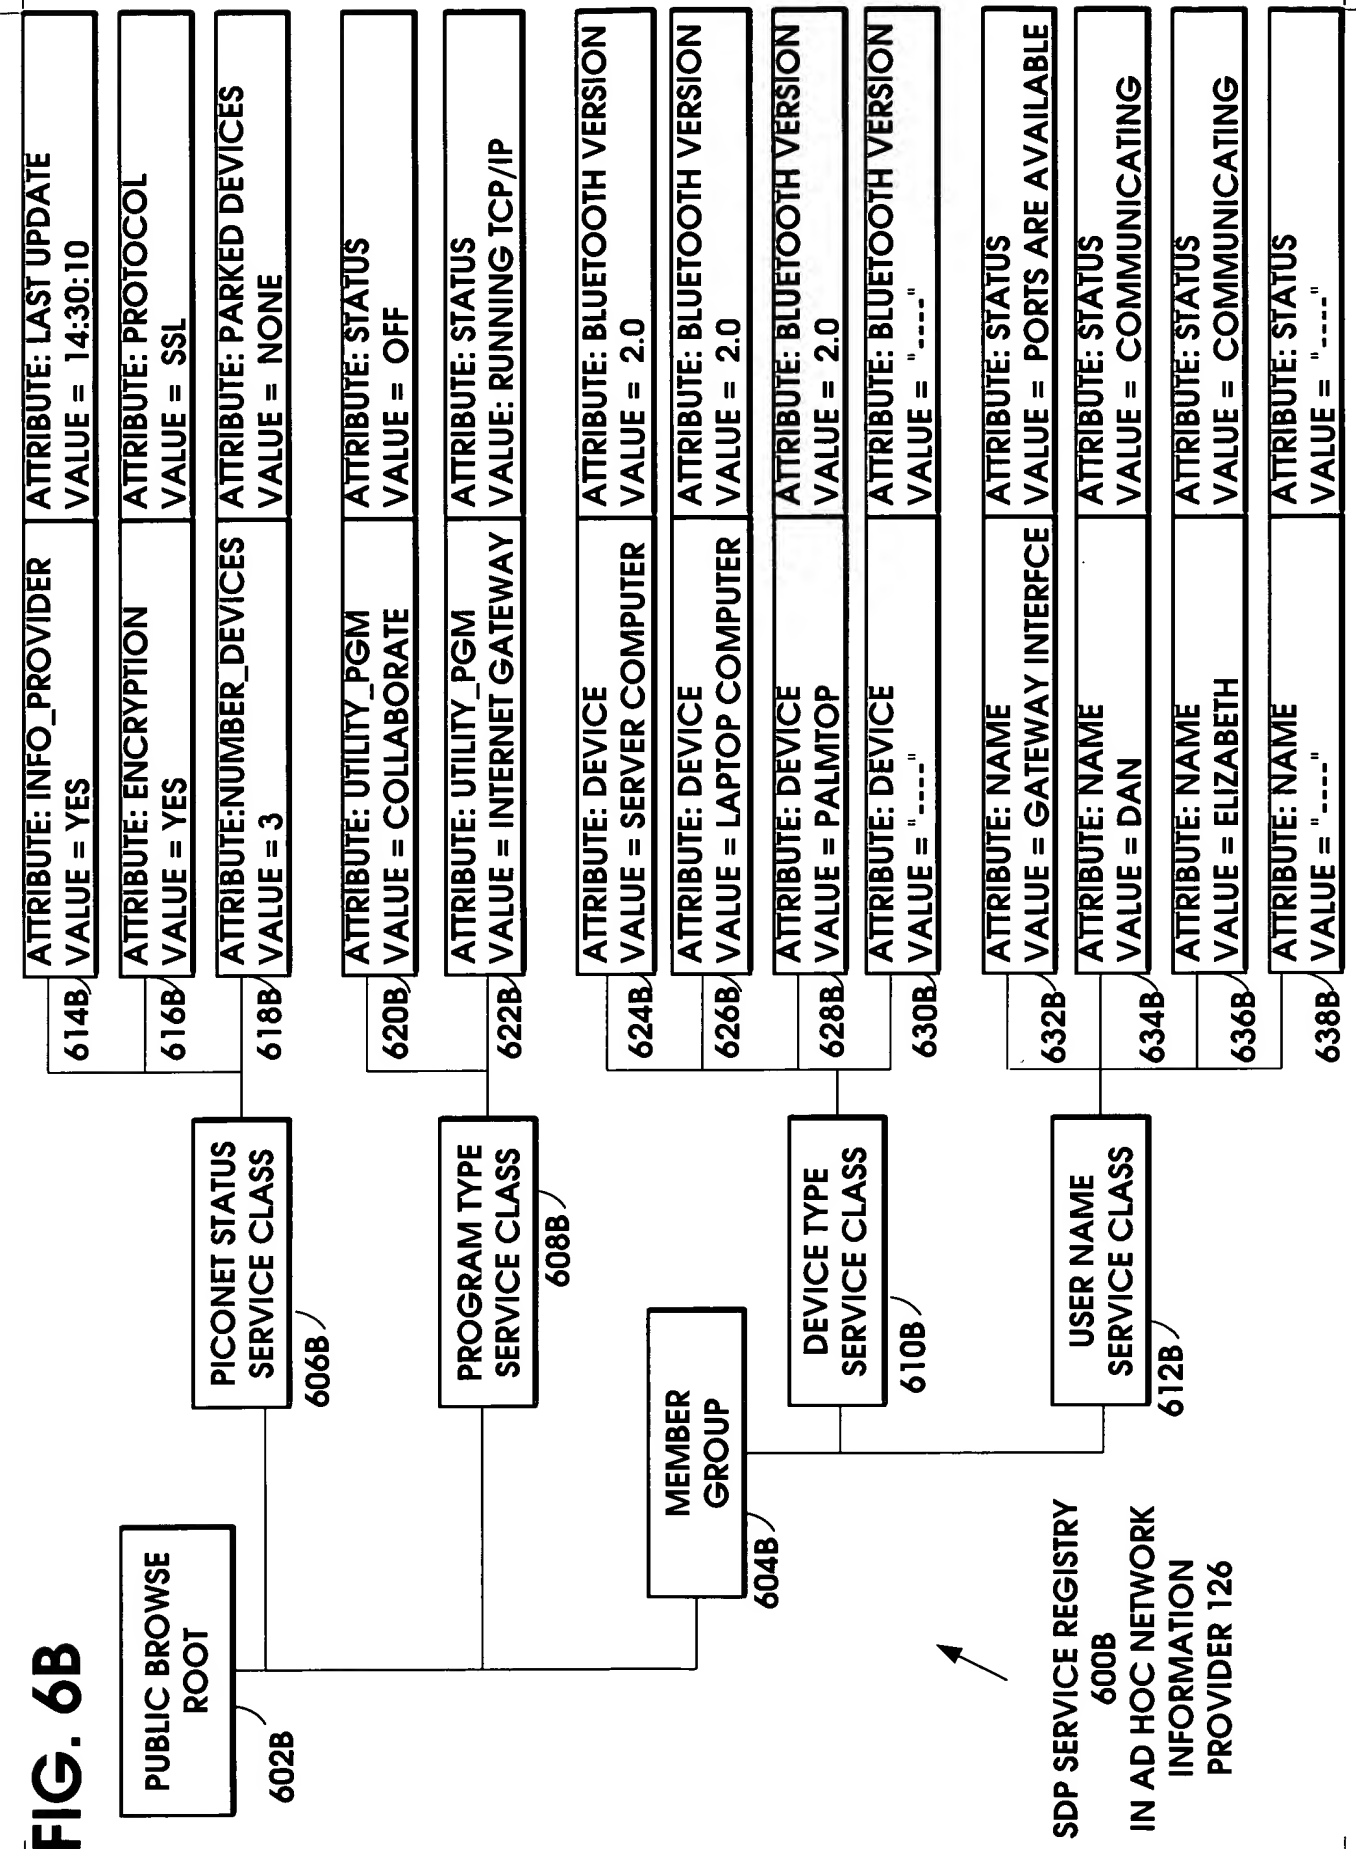 FIG. 6B
PUBLIC BROWSE
ROOT
602B
PICONET STATUS
SERVICE CLASS
606B
ATTRIBUTE: INFO_PROVIDER
VALUE = YES
ATTRIBUTE: LAST UPDATE
VALUE = 14:30:10
614B
ATTRIBUTE: ENCRYPTION
VALUE = YES
ATTRIBUTE: PROTOCOL
VALUE = SSL
616B
ATTRIBUTE:NUMBER_DEVICES
VALUE = 3
ATTRIBUTE: PARKED DEVICES
VALUE = NONE
618B
PROGRAM TYPE
SERVICE CLASS
608B
ATTRIBUTE: UTILITY_PGM
VALUE = COLLABORATE
ATTRIBUTE: STATUS
VALUE = OFF
620B
ATTRIBUTE: UTILITY_PGM
VALUE = INTERNET GATEWAY
ATTRIBUTE: STATUS
VALUE: RUNNING TCP/IP
622B
MEMBER
GROUP
604B
DEVICE TYPE
SERVICE CLASS
610B
ATTRIBUTE: DEVICE
VALUE = SERVER COMPUTER
ATTRIBUTE: BLUETOOTH VERSION
VALUE = 2.0
624B
ATTRIBUTE: DEVICE
VALUE = LAPTOP COMPUTER
ATTRIBUTE: BLUETOOTH VERSION
VALUE = 2.0
626B
ATTRIBUTE: DEVICE
VALUE = PALMTOP
ATTRIBUTE: BLUETOOTH VERSION
VALUE = 2.0
628B
ATTRIBUTE: DEVICE
VALUE = "----"
ATTRIBUTE: BLUETOOTH VERSION
VALUE = "----"
630B
USER NAME
SERVICE CLASS
612B
ATTRIBUTE: NAME
VALUE = GATEWAY INTERFCE
ATTRIBUTE: STATUS
VALUE = PORTS ARE AVAILABLE
632B
ATTRIBUTE: NAME
VALUE = DAN
ATTRIBUTE: STATUS
VALUE = COMMUNICATING
634B
ATTRIBUTE: NAME
VALUE = ELIZABETH
ATTRIBUTE: STATUS
VALUE = COMMUNICATING
636B
ATTRIBUTE: NAME
VALUE = "----"
ATTRIBUTE: STATUS
VALUE = "----"
638B
SDP SERVICE REGISTRY
600B
IN AD HOC NETWORK
INFORMATION
PROVIDER 126